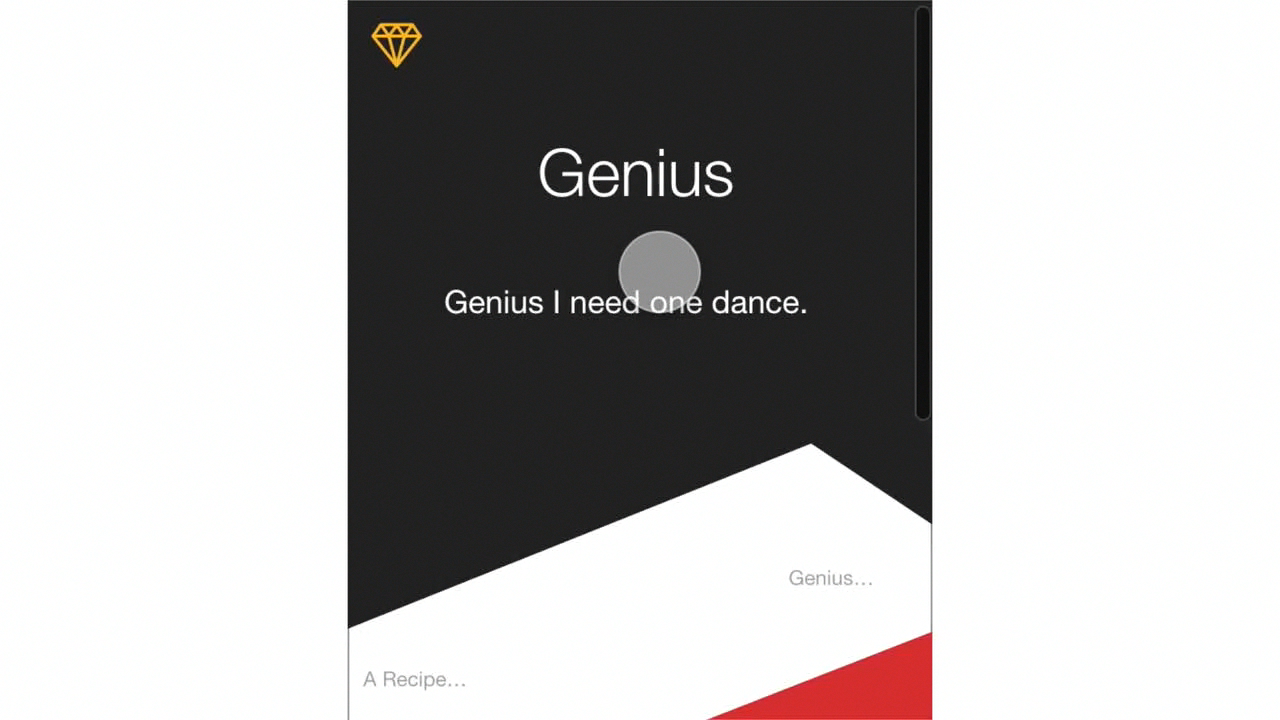 Genius
Genius I need one dance.
Genius…
A Recipe…